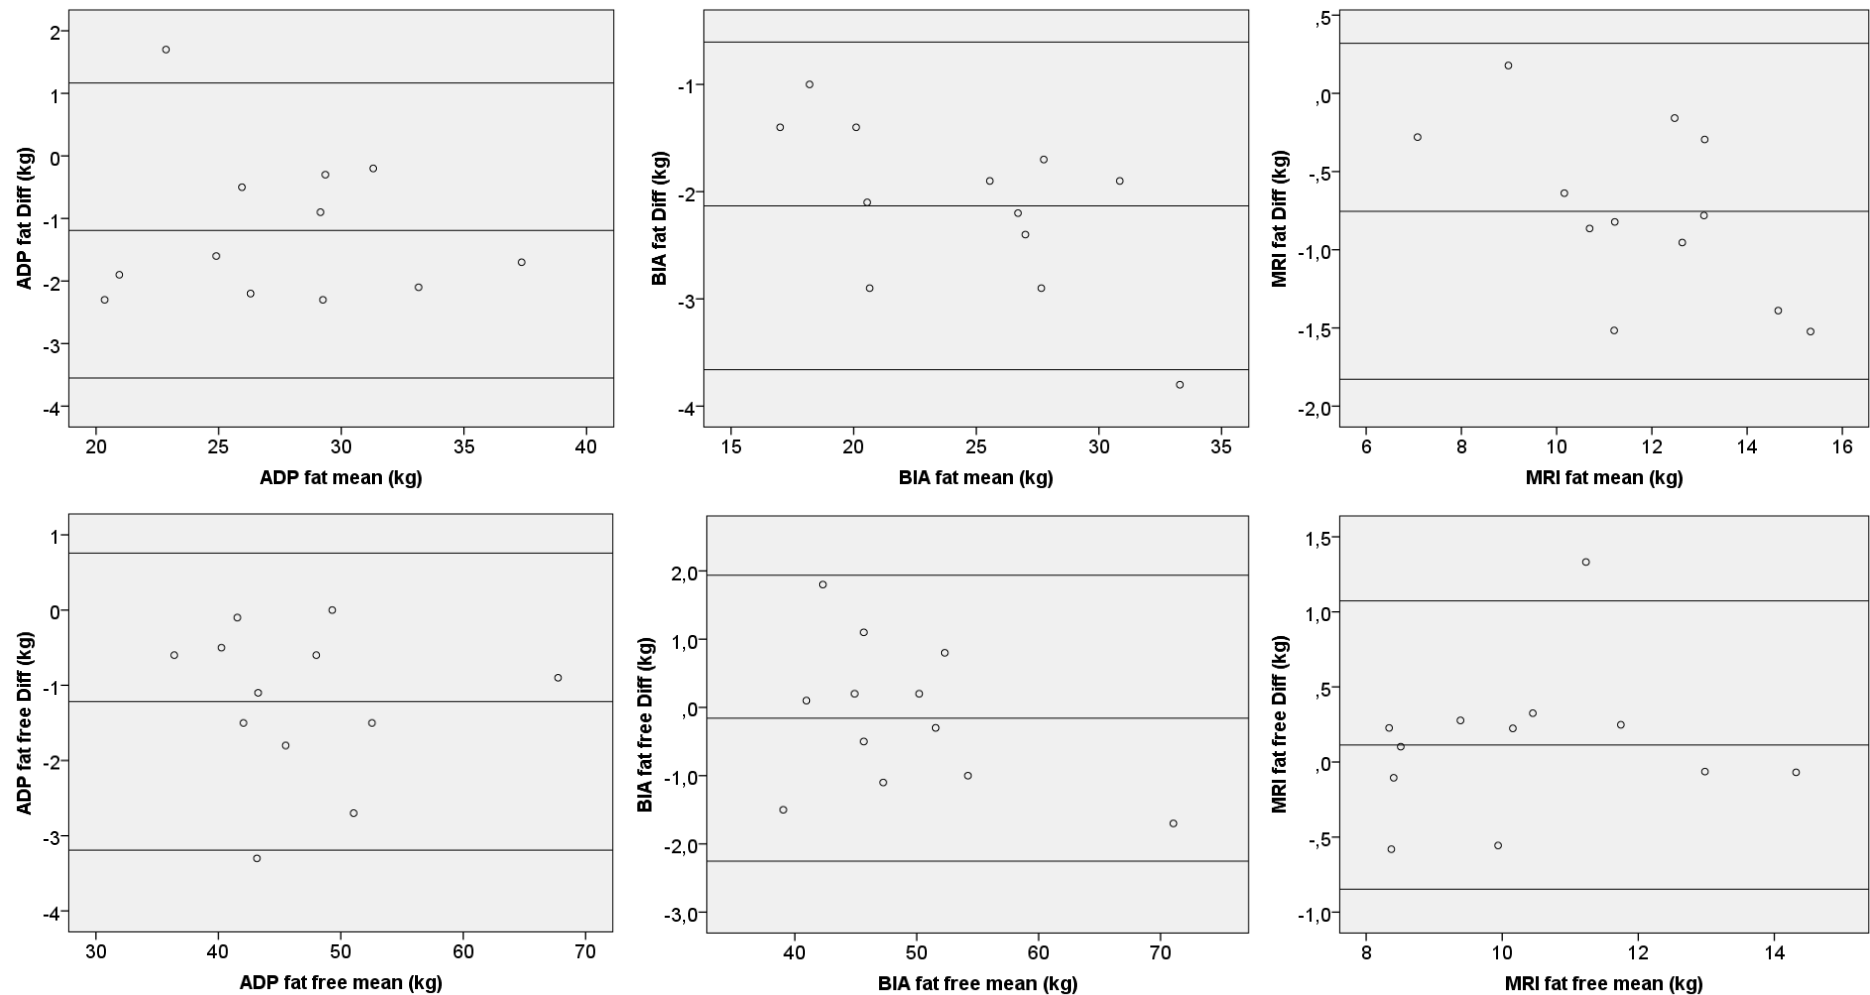 2
1
0
-1
-2
-3
-4
ADP fat Diff (kg)
20 25 30 35 40
ADP fat mean (kg)
-1
-2
-3
-4
BIA fat Diff (kg)
15 20 25 30 35
BIA fat mean (kg)
,5
,0
-,5
-1,0
-1,5
-2,0
MRI fat Diff (kg)
6 8 10 12 14 16
MRI fat mean (kg)
1
0
-1
-2
-3
-4
ADP fat free Diff (kg)
30 40 50 60 70
ADP fat free mean (kg)
2,0
1,0
,0
-1,0
-2,0
-3,0
BIA fat free Diff (kg)
40 50 60 70
BIA fat free mean (kg)
1,5
1,0
,5
,0
-,5
-1,0
MRI fat free Diff (kg)
8 10 12 14
MRI fat free mean (kg)